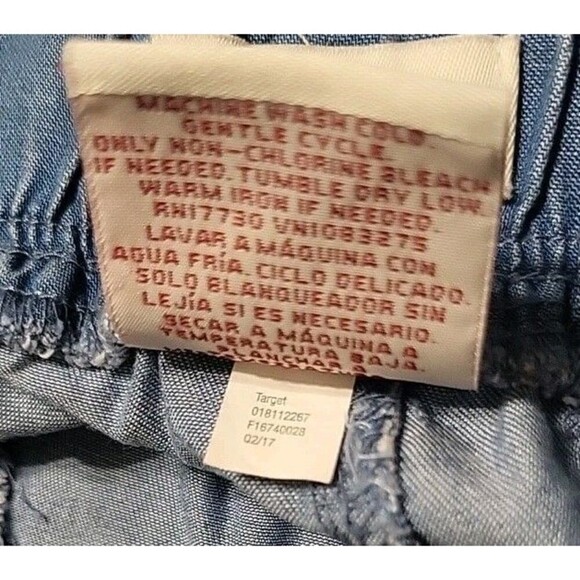 MACHINE WASH COLD.
GENTLE CYCLE.
ONLY NON-CHLORINE BLEACH
IF NEEDED. TUMBLE DRY LOW.
WARM IRON IF NEEDED.
RN17730 VN1083275
LAVAR A MÁQUINA CON
AGUA FRÍA. CICLO DELICADO.
SOLO BLANQUEADOR SIN
LEJÍA SI ES NECESARIO.
SECAR A MÁQUINA A
TEMPERATURA BAJA.
Target
018112267
F16740028
Q2/17